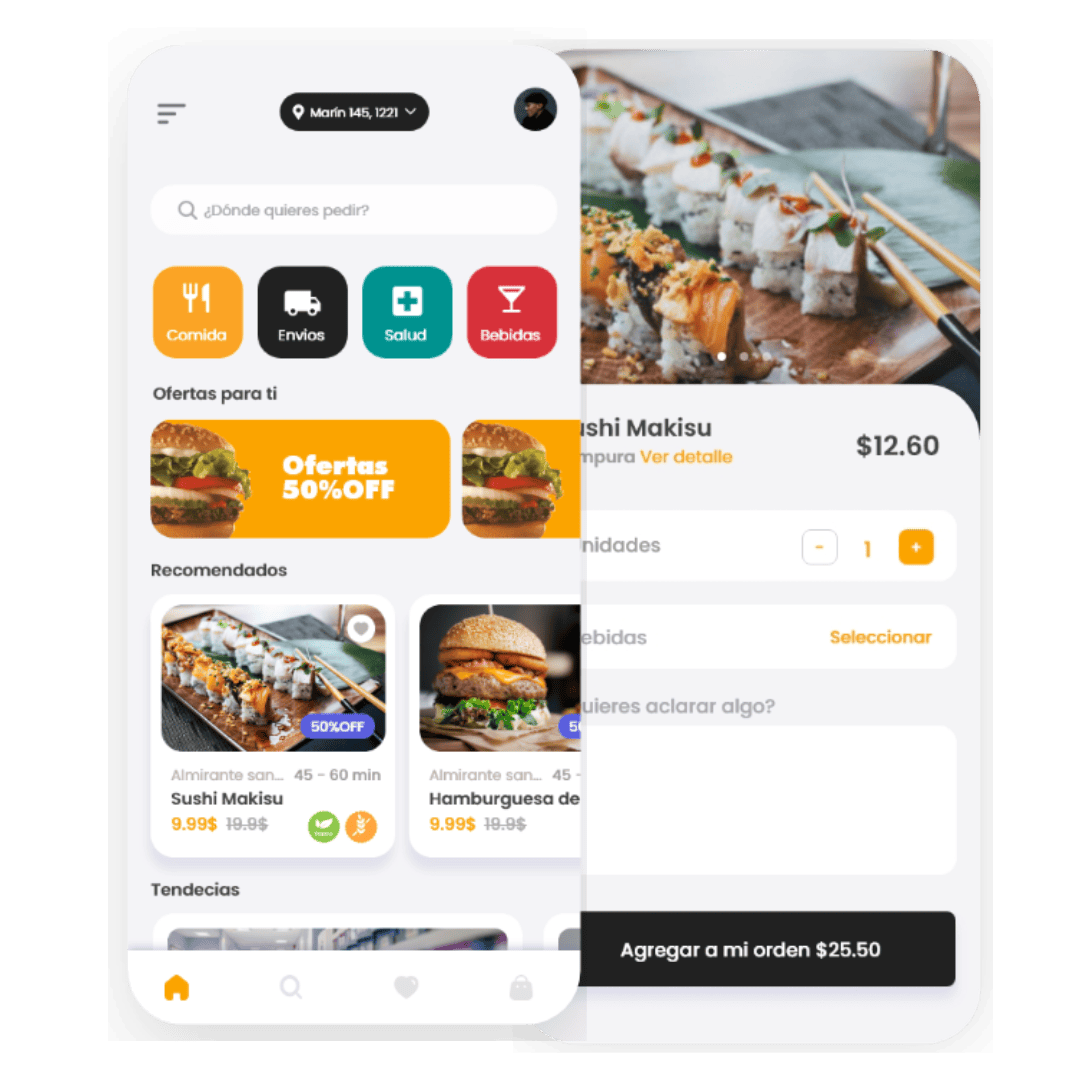 Marín 145, 1221
¿Dónde quieres pedir?
Comida
Envios
Salud
Bebidas
Ofertas para ti
Ofertas
50%OFF
Recomendados
50%OFF
50
Almirante san... 45 - 60 min
Sushi Makisu
9.99$ 19.9$
Almirante san... 45 -
Hamburguesa de
9.99$ 19.9$
Tendecias
ushi Makisu
mpura Ver detalle
$12.60
nidades
- 1 +
ebidas
Seleccionar
uieres aclarar algo?
Agregar a mi orden $25.50